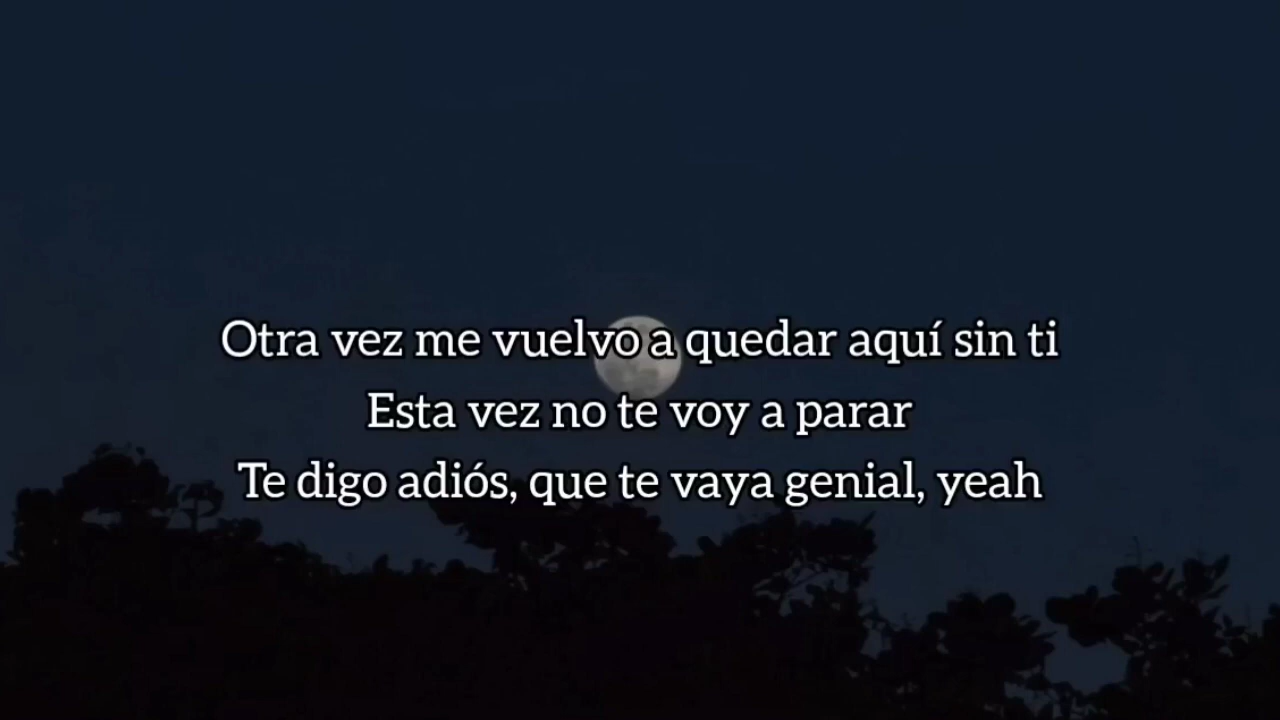 Otra vez me vuelvo a quedar aquí sin ti
Esta vez no te voy a parar
Te digo adiós, que te vaya genial, yeah